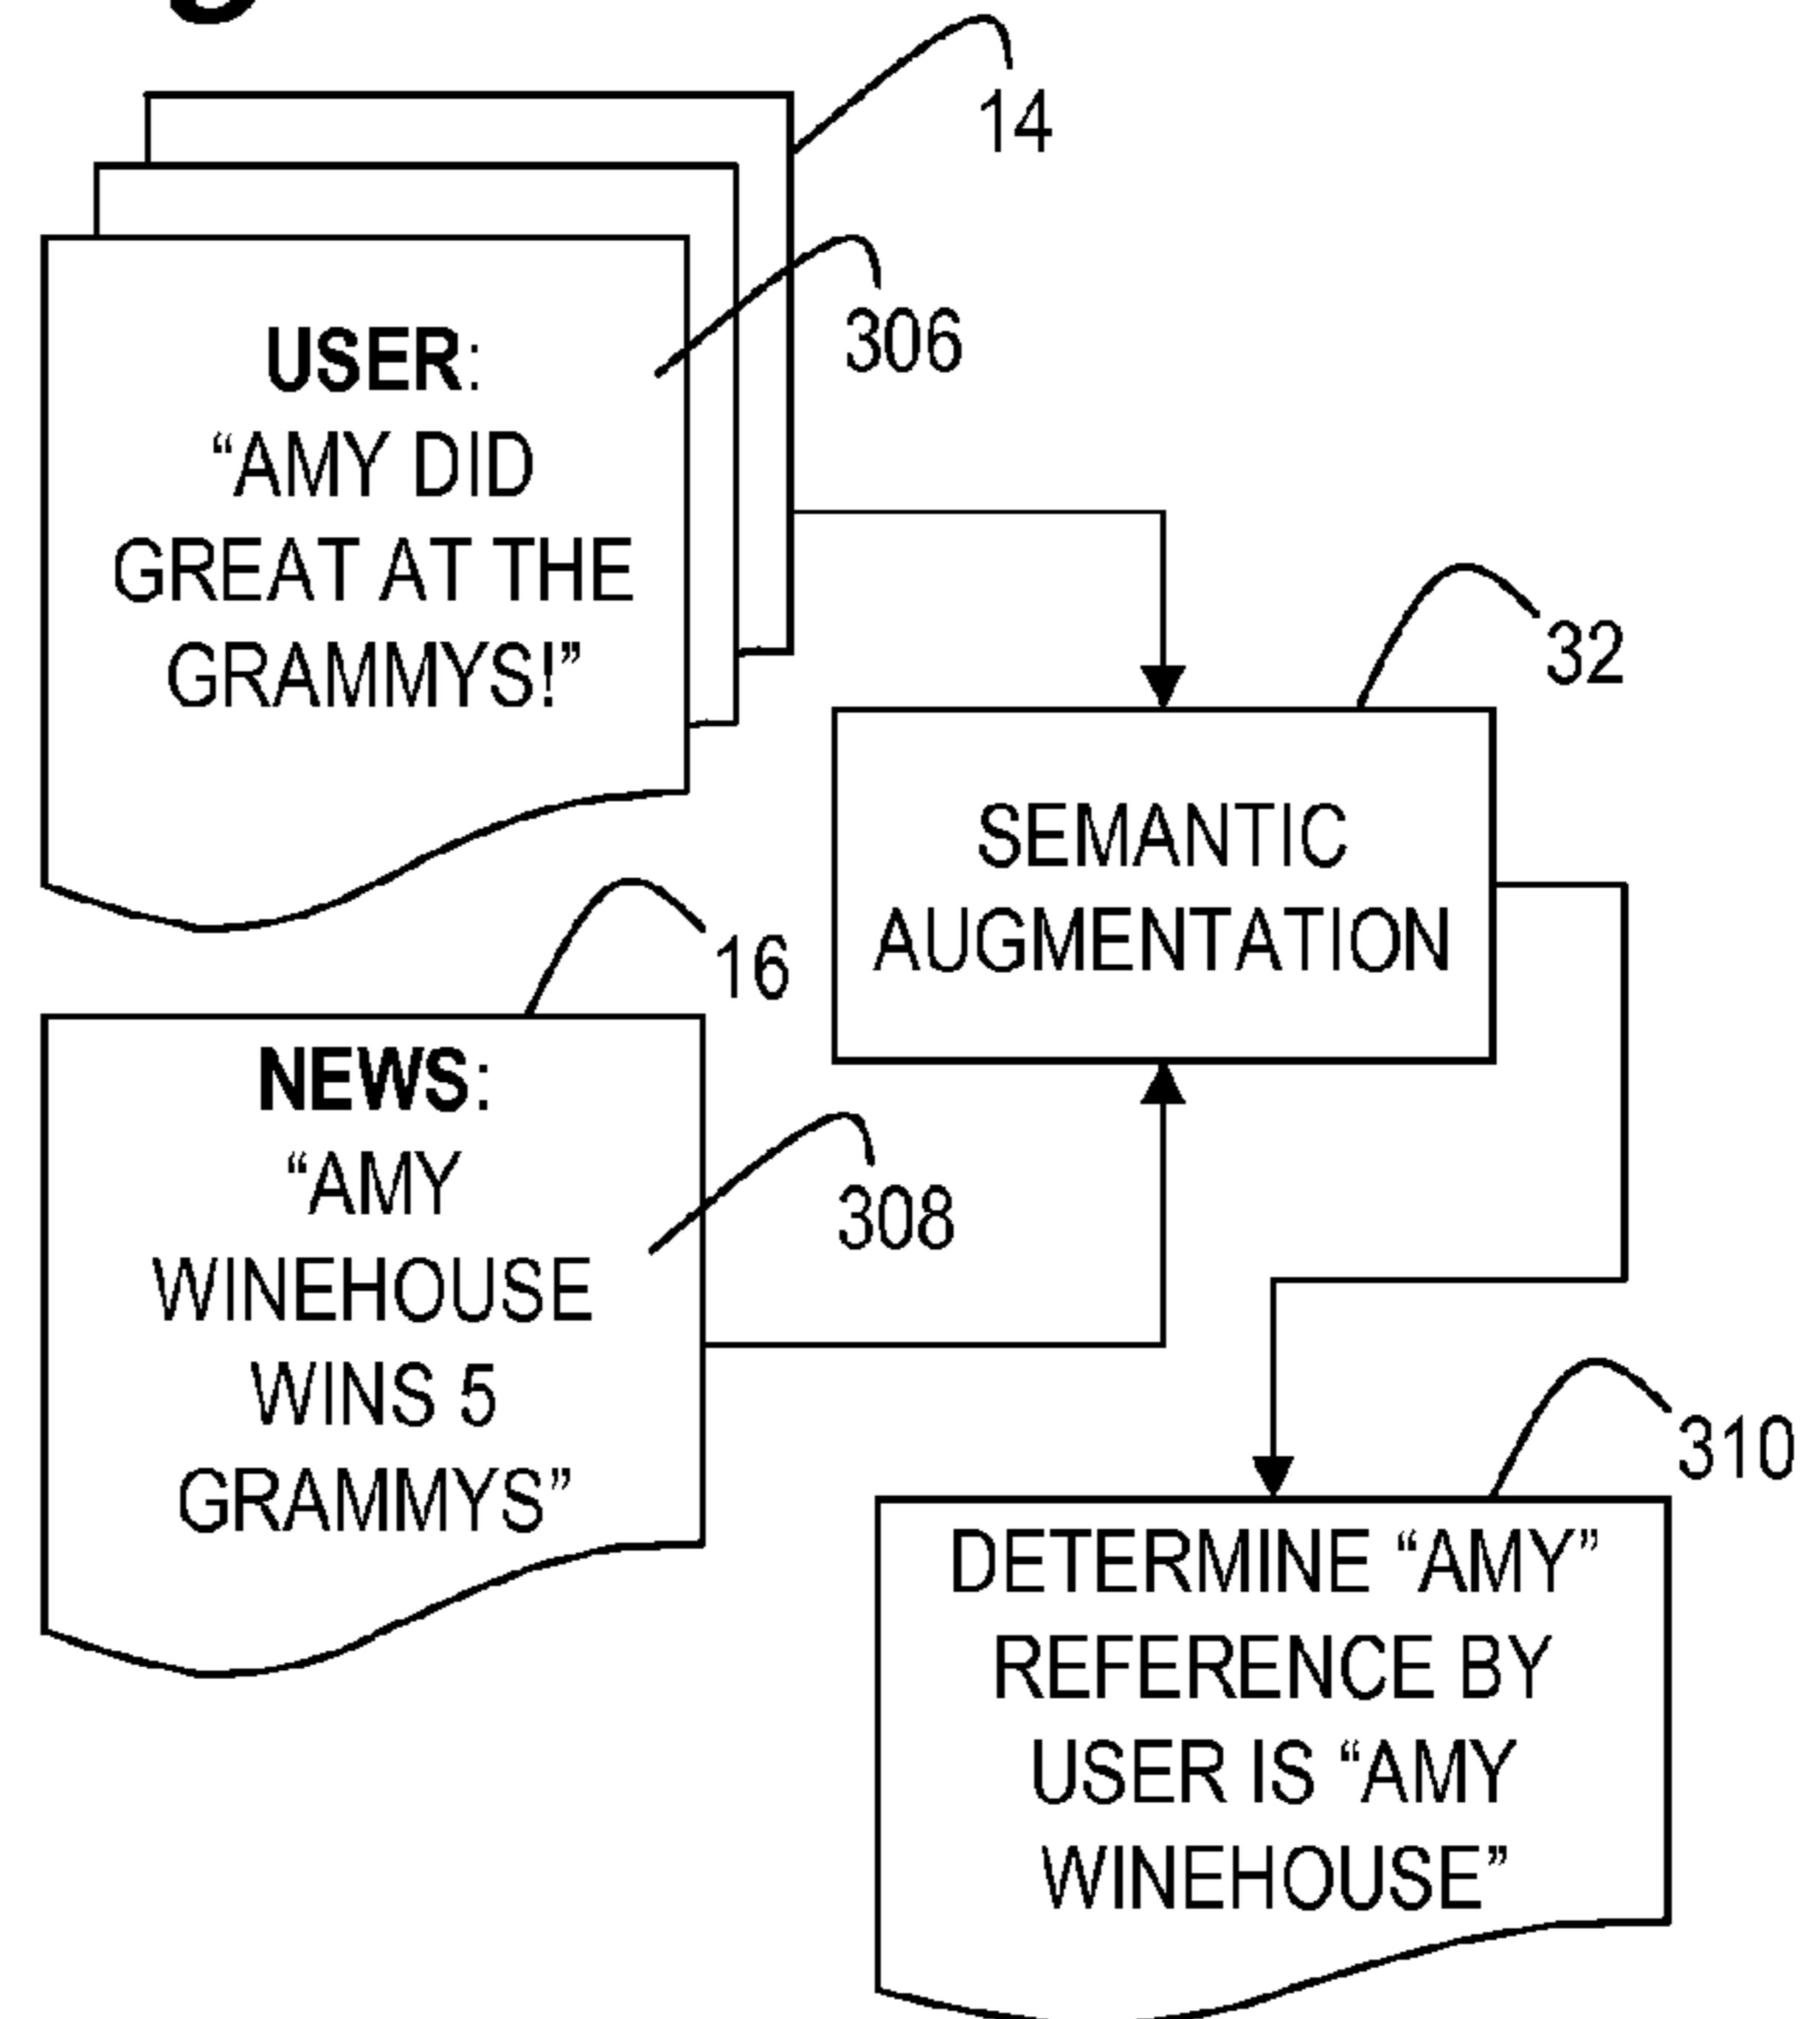 14
306
USER:
“AMY DID
GREAT AT THE
GRAMMYS!”
32
SEMANTIC
AUGMENTATION
16
NEWS:
“AMY
WINEHOUSE
WINS 5
GRAMMYS”
308
310
DETERMINE “AMY”
REFERENCE BY
USER IS “AMY
WINEHOUSE”